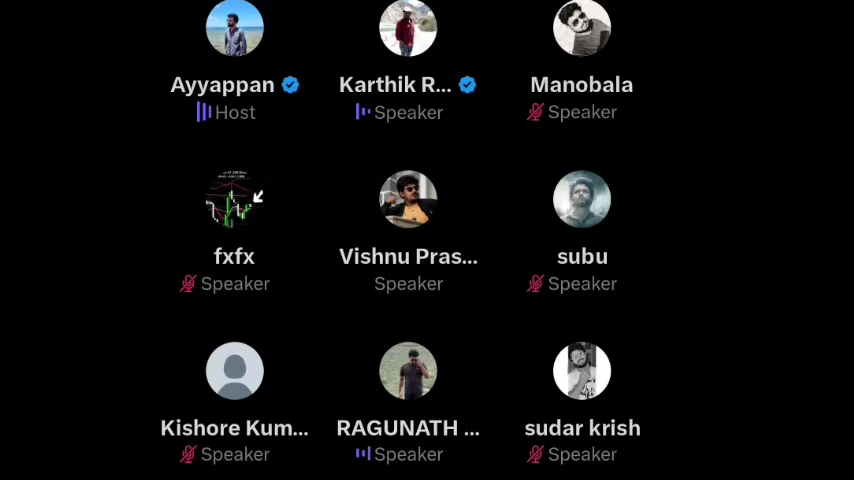 Ayyappan Karthik R... Manobala
Host Speaker Speaker
fxfx Vishnu Pras... subu
Speaker Speaker Speaker
Kishore Kum... RAGUNATH ... sudar krish
Speaker Speaker Speaker